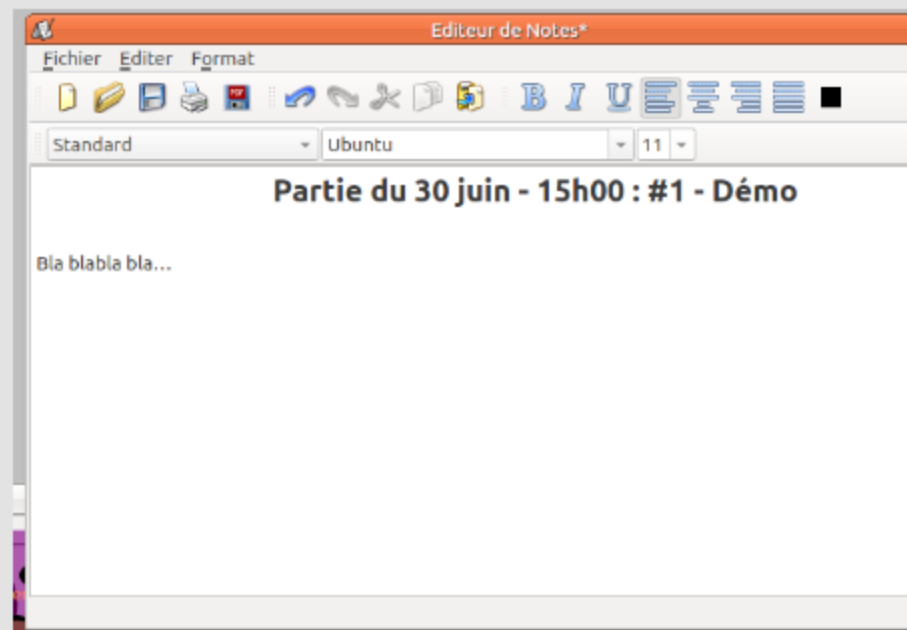 Editeur de Notes*
Fichier Editer Format
PDF
B I U
Standard Ubuntu 11
Partie du 30 juin - 15h00 : #1 - Démo
Bla blabla bla...